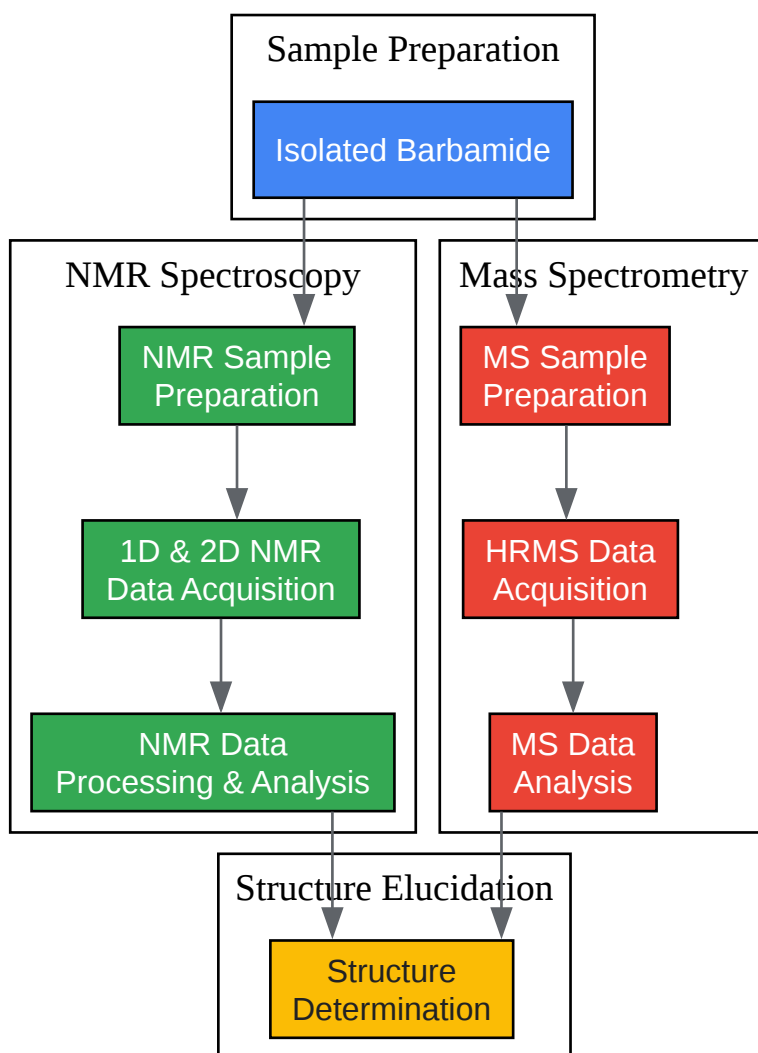 Sample Preparation
Isolated Barbamide
NMR Spectroscopy
NMR Sample
Preparation
1D & 2D NMR
Data Acquisition
NMR Data
Processing & Analysis
Mass Spectrometry
MS Sample
Preparation
HRMS Data
Acquisition
MS Data
Analysis
Structure Elucidation
Structure
Determination